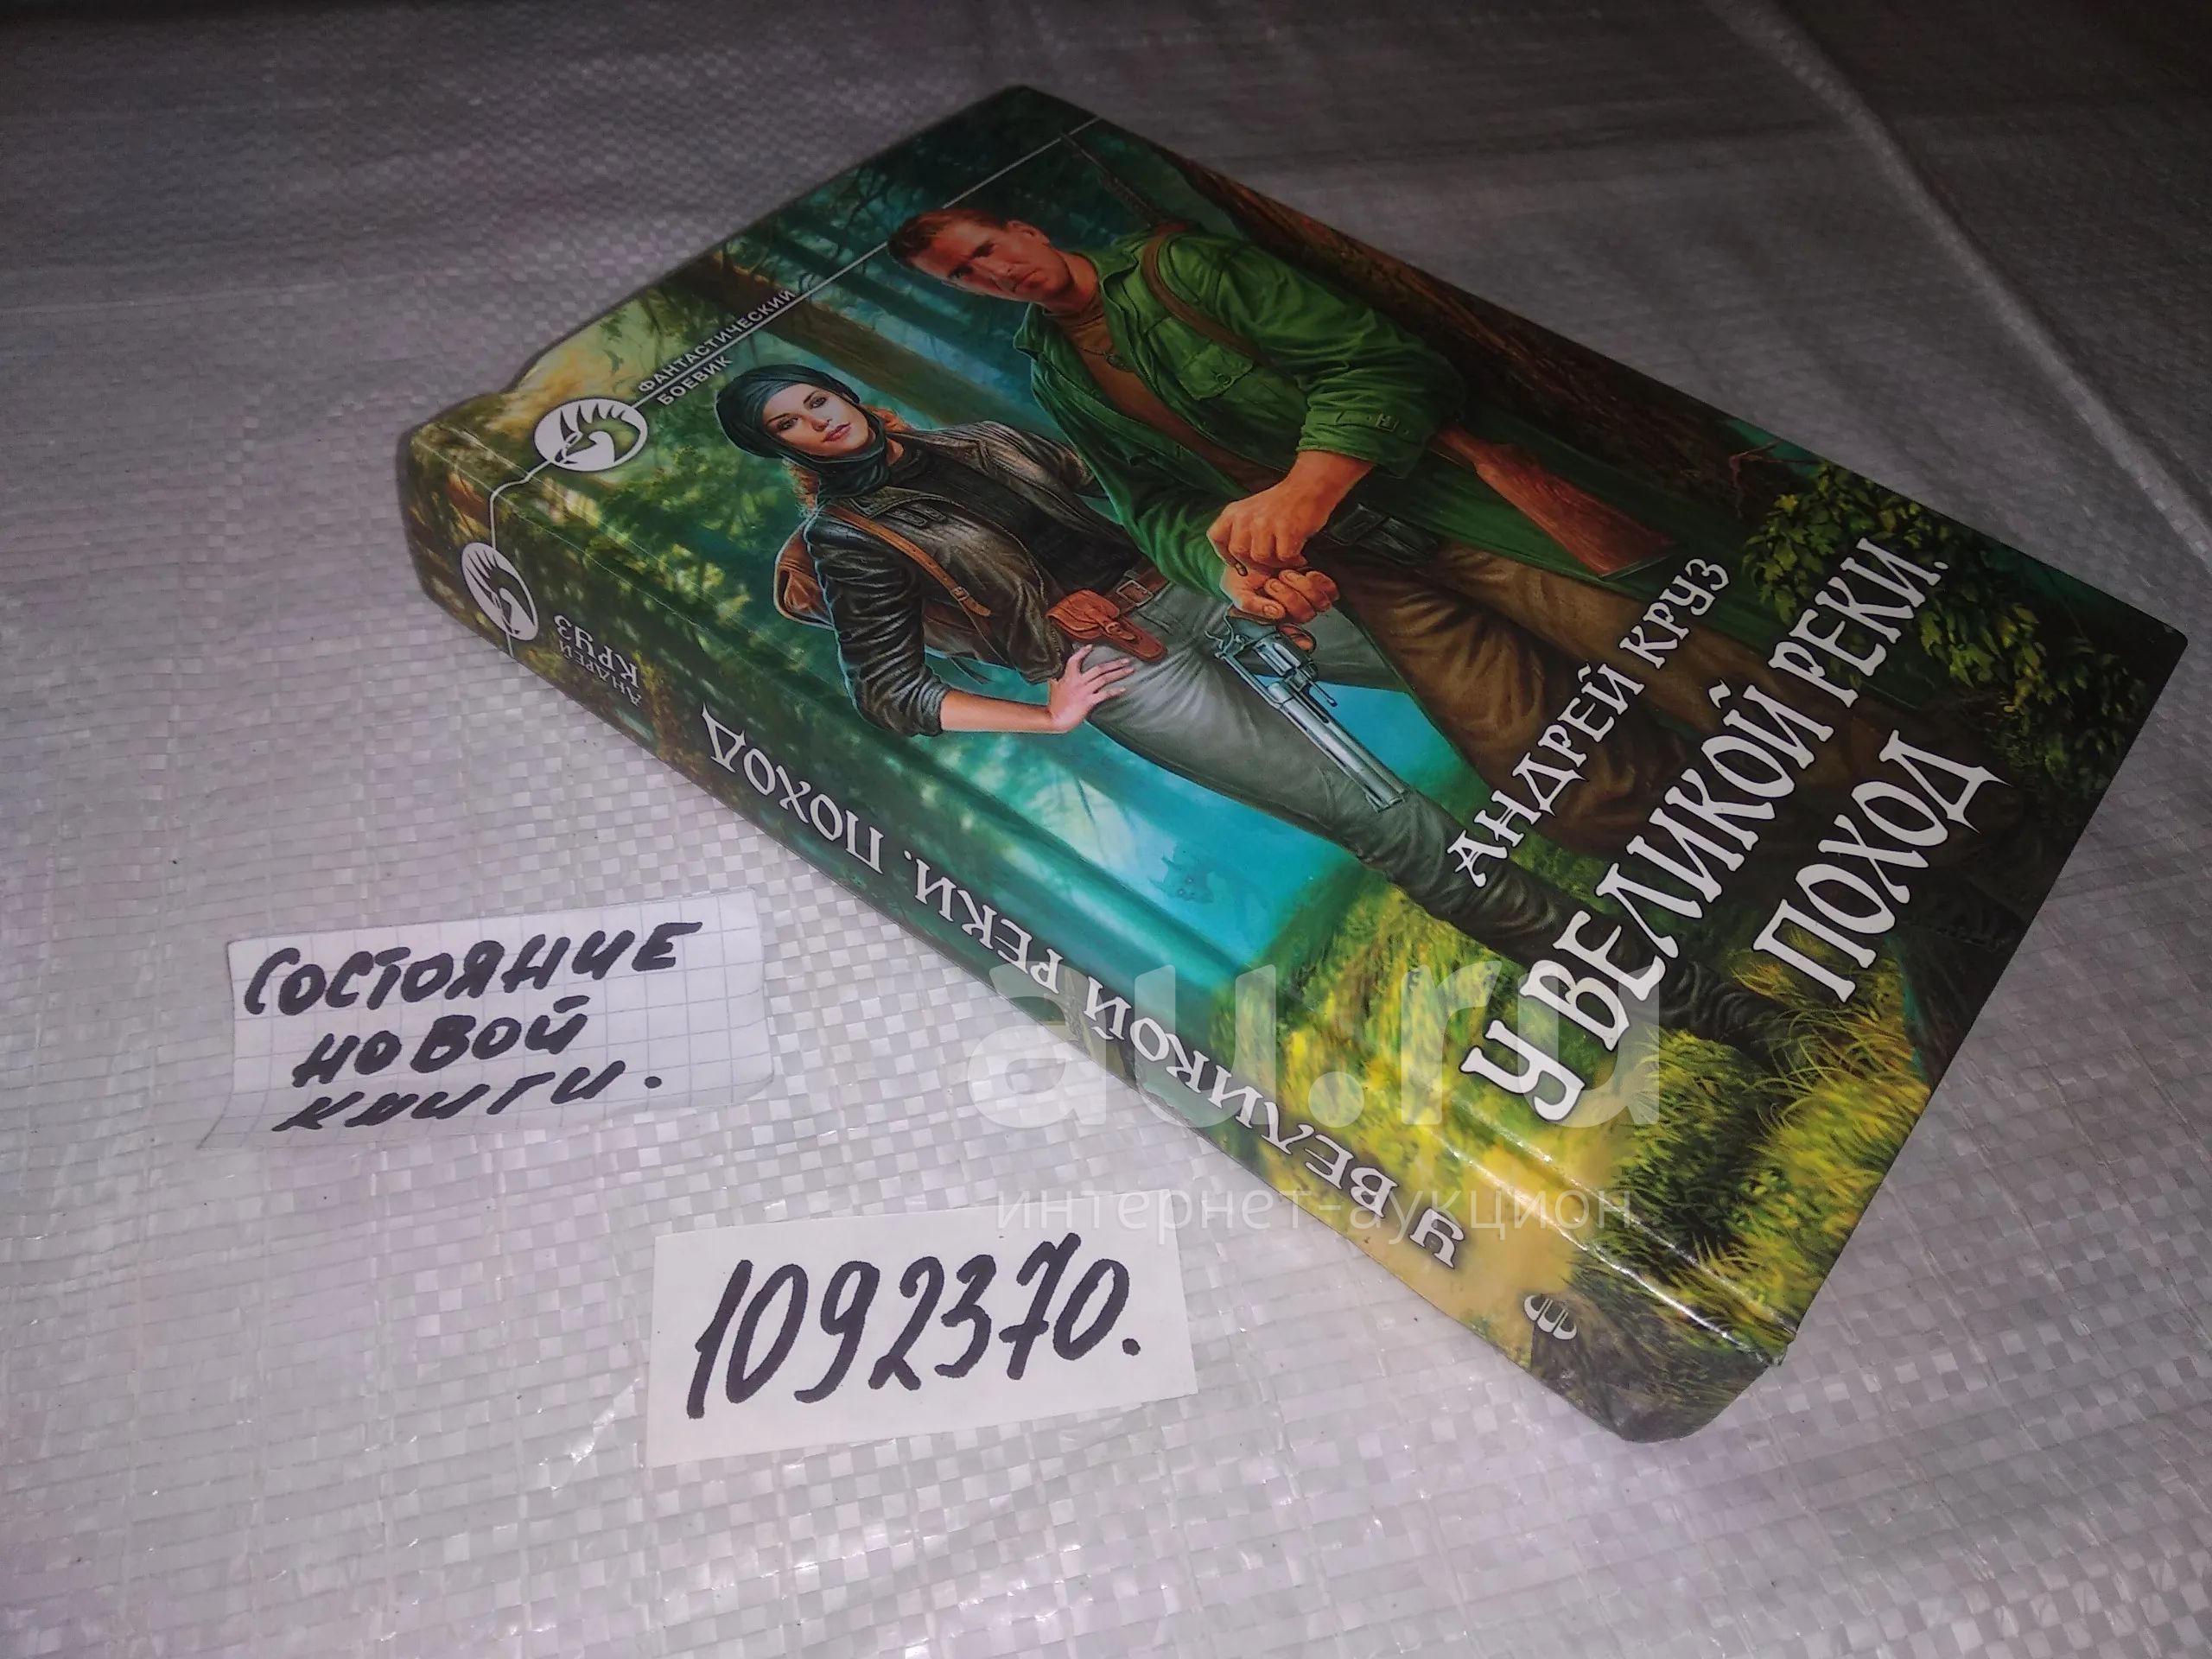 ФАНТАСТИЧЕСКИЙ
БОЕВИК
АНДРЕЙ КРУЗ
У ВЕЛИКОЙ РЕКИ.
ПОХОД
АНДРЕЙ
КРУЗ
У ВЕЛИКОЙ РЕКИ. ПОХОД
СОСТОЯНИЕ
НОВОЙ
КНИГИ.
1092370.
au.ru
интернет-аукцион